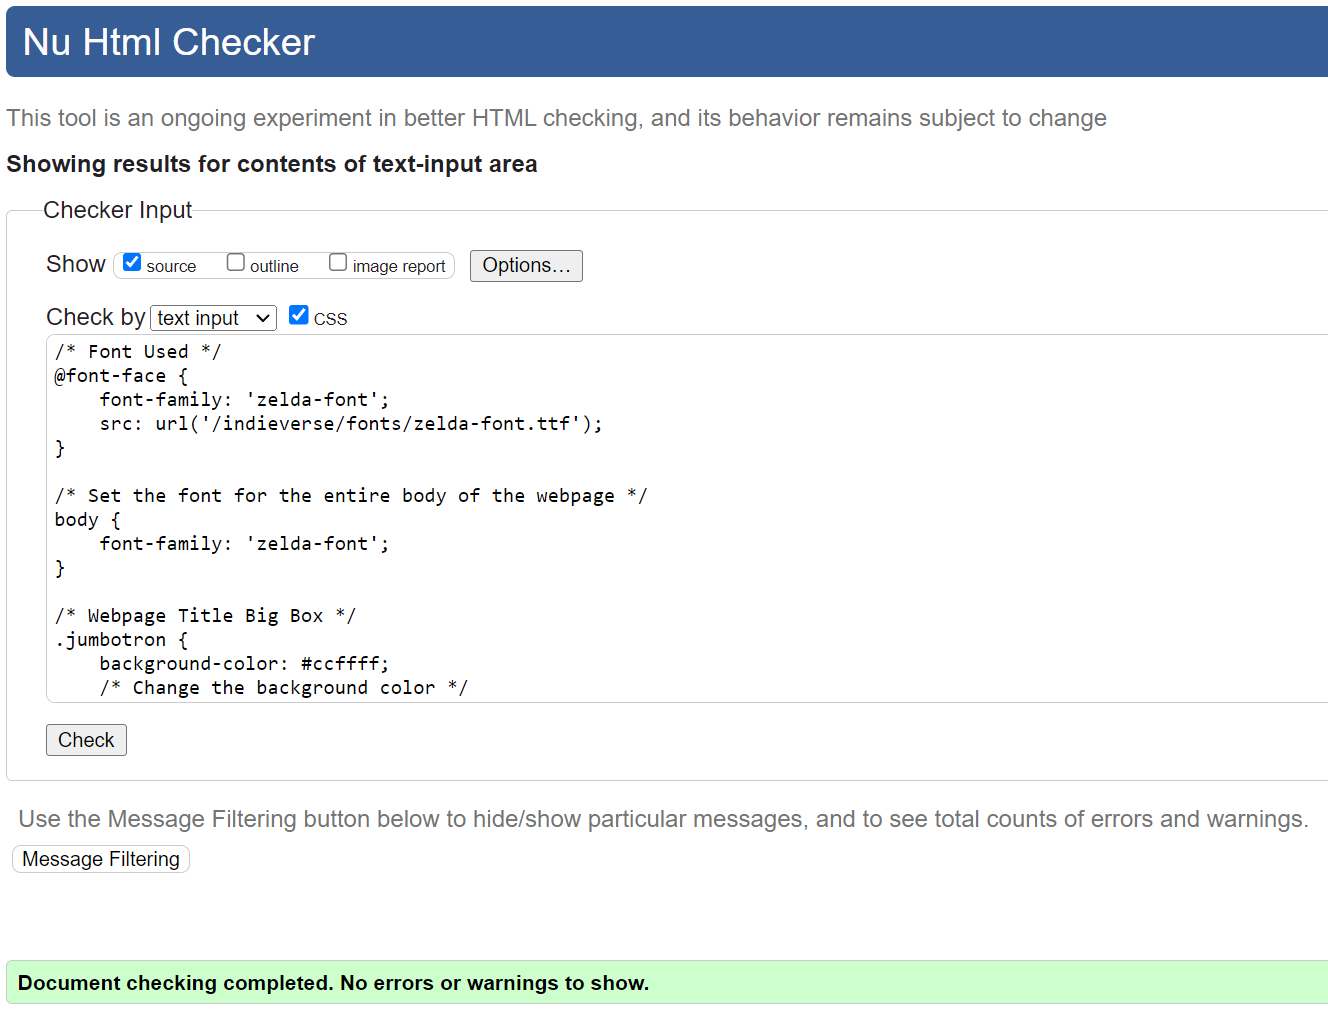 Nu Html Checker
This tool is an ongoing experiment in better HTML checking, and its behavior remains subject to change
Showing results for contents of text-input area
Checker Input
Show source outline image report Options...
Check by text input CSS
/* Font Used */
@font-face {
    font-family: 'zelda-font';
    src: url('/indieverse/fonts/zelda-font.ttf');
}
/* Set the font for the entire body of the webpage */
body {
    font-family: 'zelda-font';
}
/* Webpage Title Big Box */
.jumbotron {
    background-color: #ccffff;
    /* Change the background color */
Check
Use the Message Filtering button below to hide/show particular messages, and to see total counts of errors and warnings.
Message Filtering
Document checking completed. No errors or warnings to show.